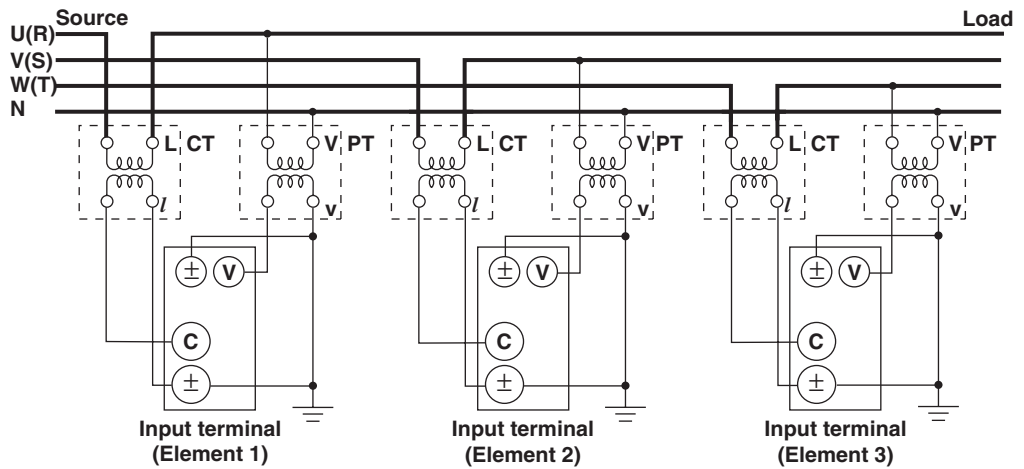 Source Load
U(R)
V(S)
W(T)
N
L CT V PT L CT V PT L CT V PT
l v l v l v
± V ± V ± V
C C C
± ± ±
Input terminal Input terminal Input terminal
(Element 1) (Element 2) (Element 3)